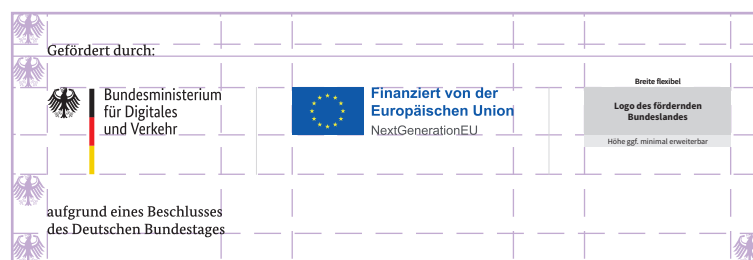 Gefördert durch:
Bundesministerium
für Digitales
und Verkehr
Finanziert von der
Europäischen Union
NextGenerationEU
Breite flexibel
Logo des fördernden
Bundeslandes
Höhe ggf. minimal erweiterbar
aufgrund eines Beschlusses
des Deutschen Bundestages